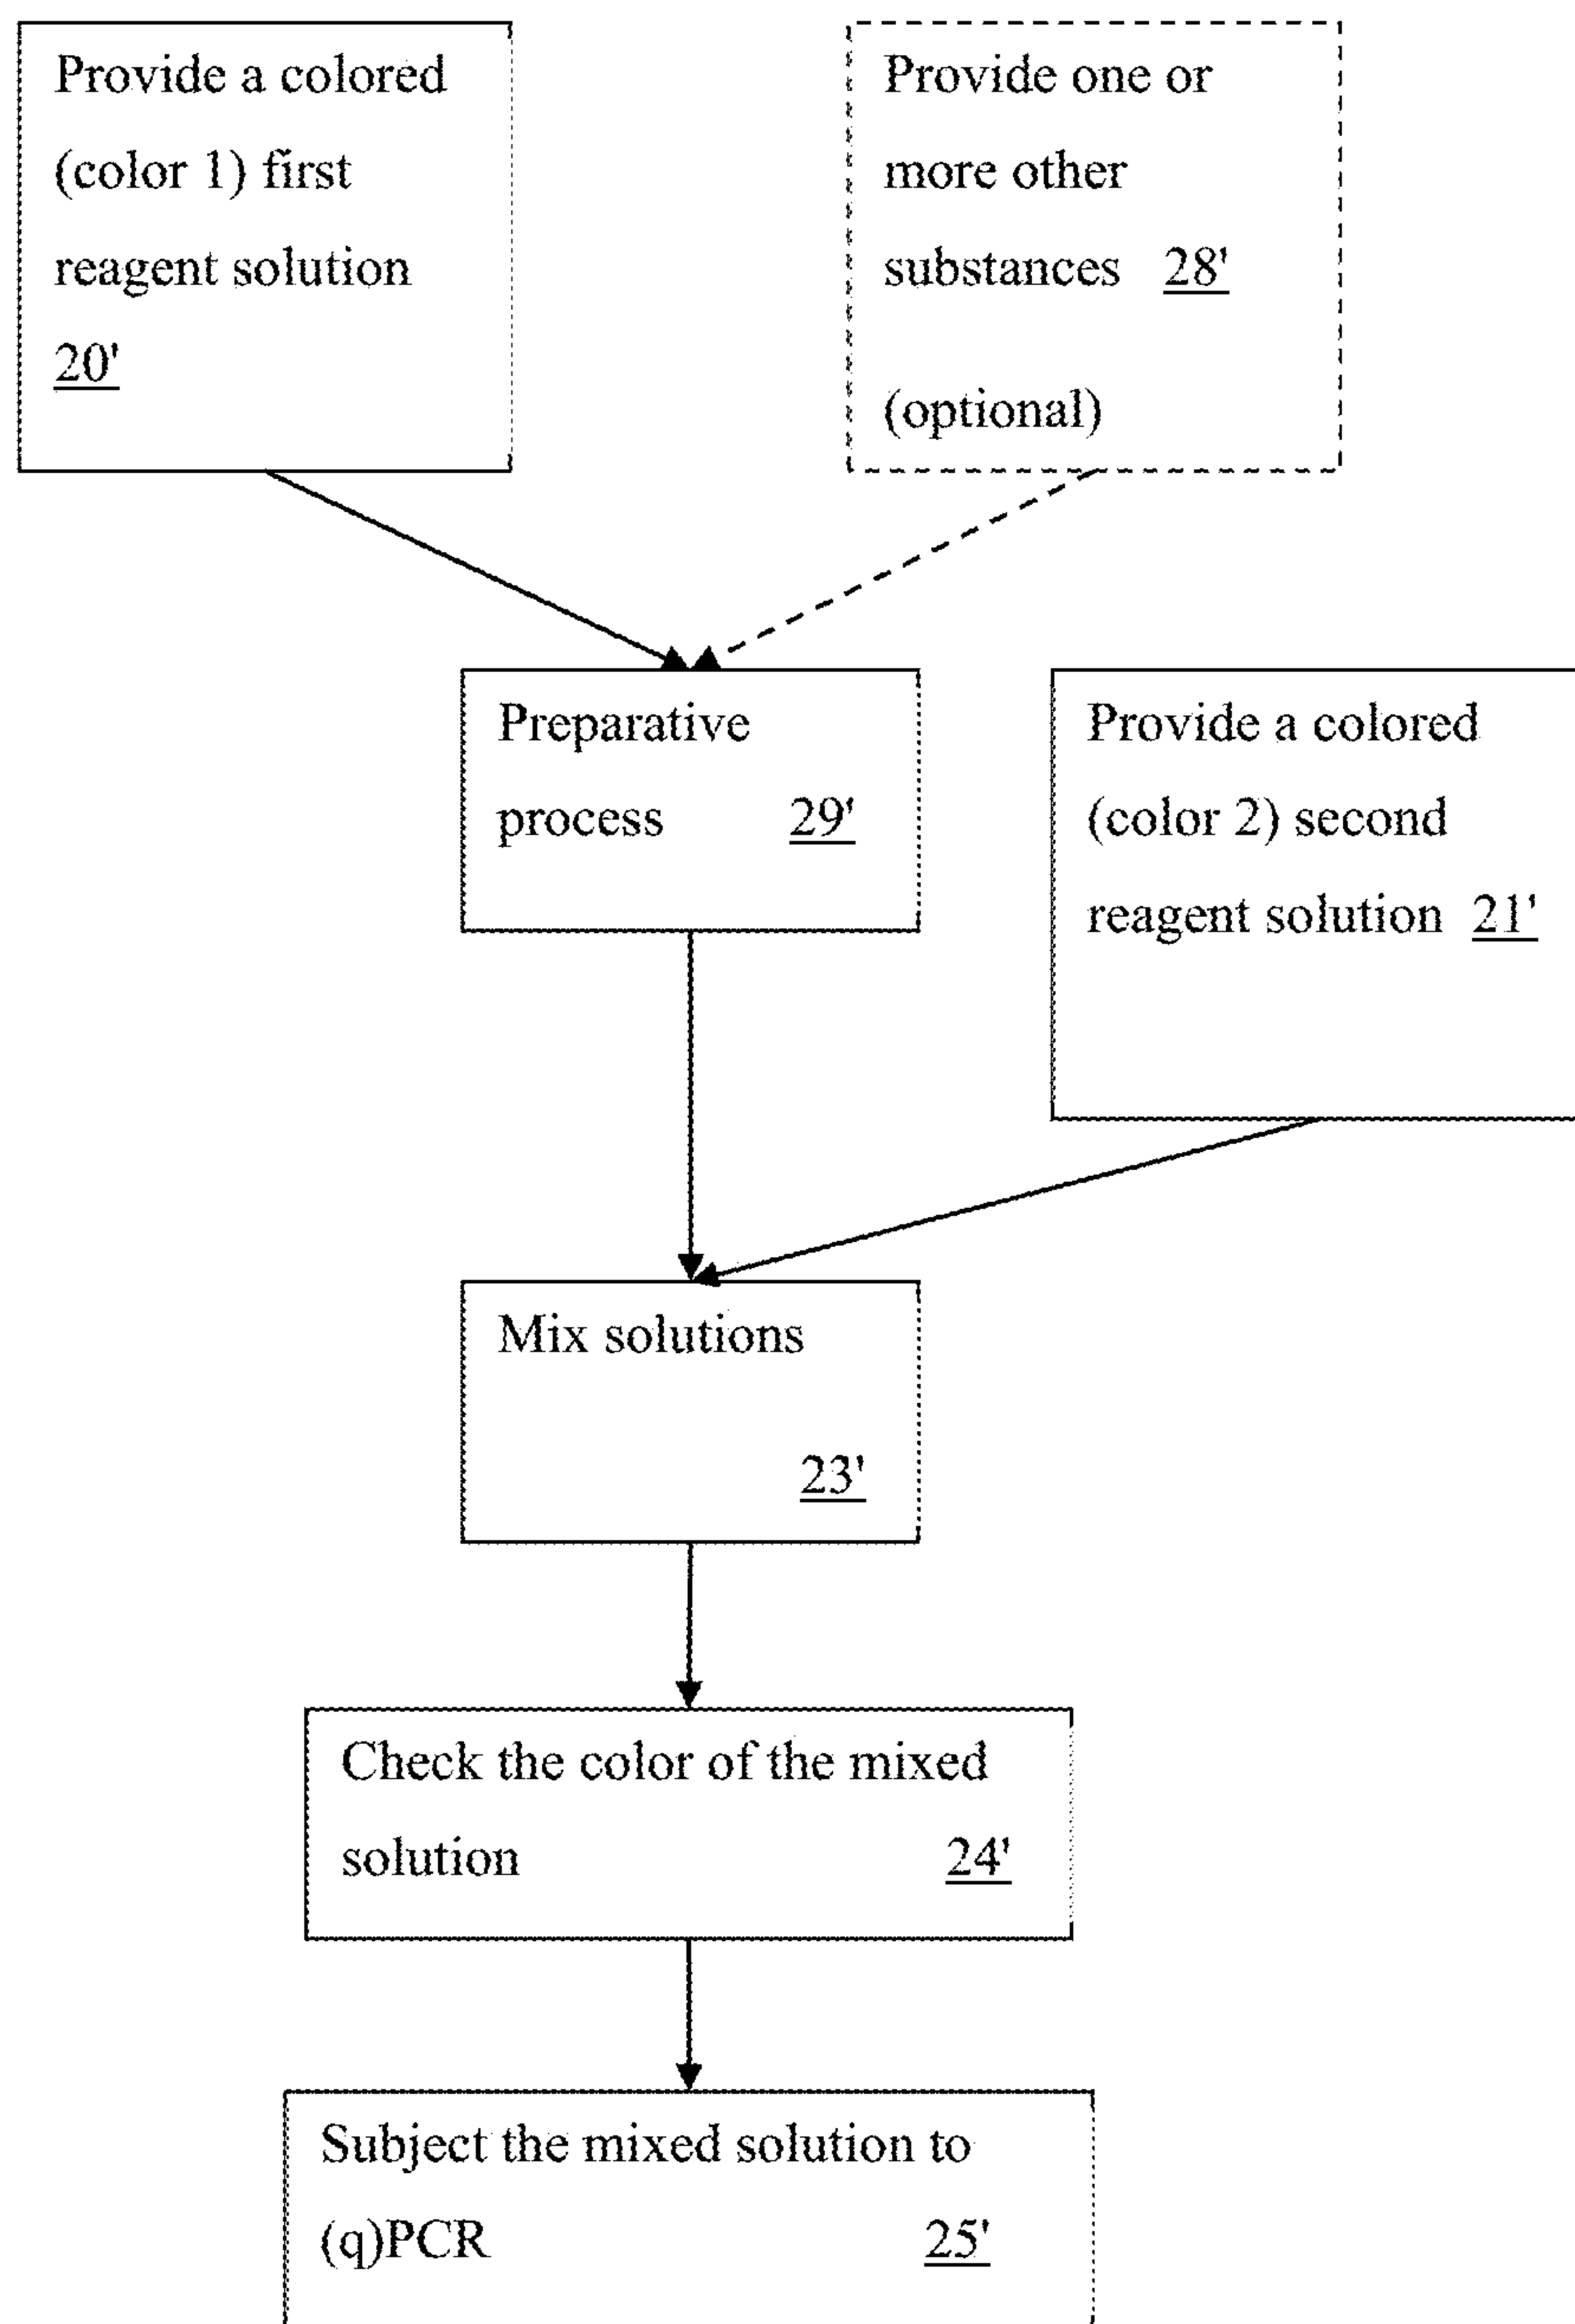 Provide a colored
(color 1) first
reagent solution
20'
Provide one or
more other
substances 28'
(optional)
Preparative
process 29'
Provide a colored
(color 2) second
reagent solution 21'
Mix solutions
23'
Check the color of the mixed
solution 24'
Subject the mixed solution to
(q)PCR 25'